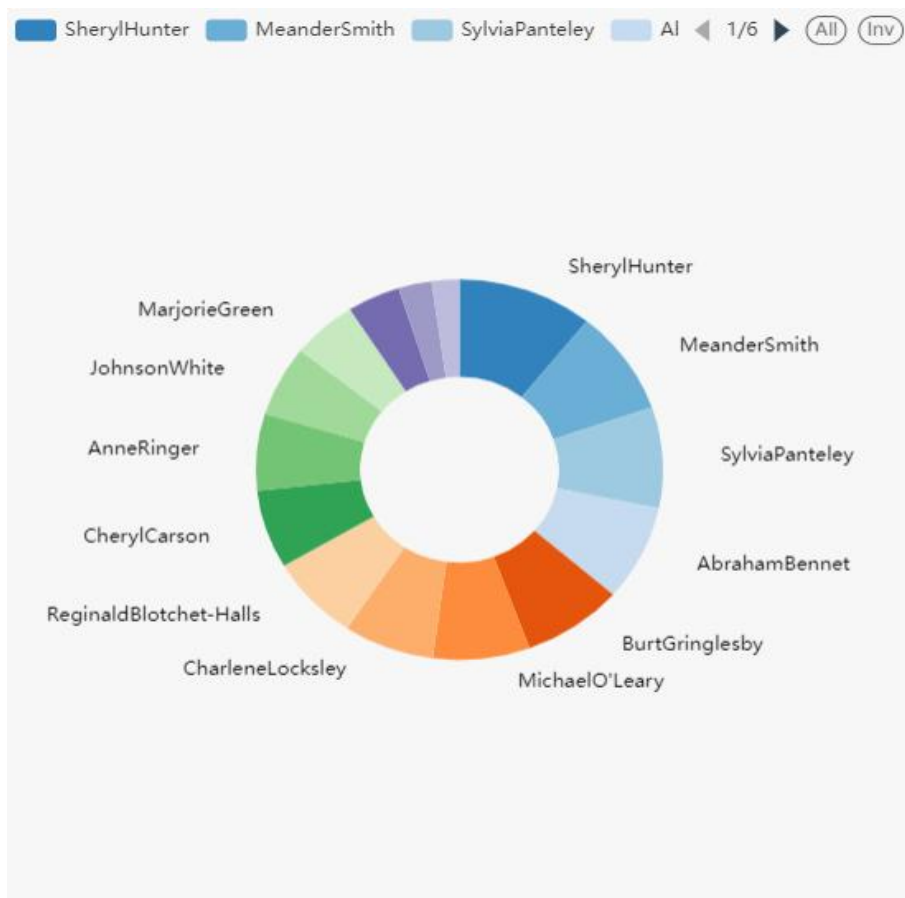 SherylHunter MeanderSmith SylviaPanteley Al 1/6 All Inv
SherylHunter
MarjorieGreen
MeanderSmith
JohnsonWhite
AnneRinger
SylviaPanteley
CherylCarson
AbrahamBennet
ReginaldBlotchet-Halls
BurtGringlesby
CharleneLocksley
MichaelO'Leary